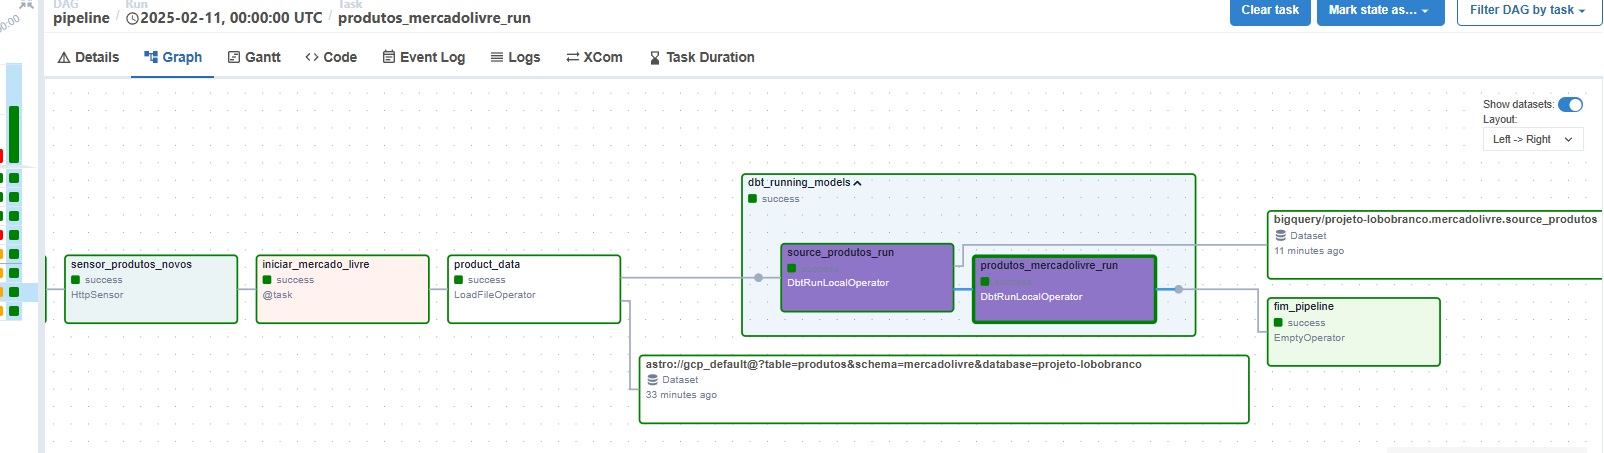 DAG
Run
Task
pipeline / 2025-02-11, 00:00:00 UTC / produtos_mercadolivre_run
Clear task
Mark state as...
Filter DAG by task
Details
Graph
Gantt
Code
Event Log
Logs
XCom
Task Duration
Show datasets:
Layout:
Left -> Right
sensor_produtos_novos
success
HttpSensor
iniciar_mercado_livre
success
@task
product_data
success
LoadFileOperator
dbt_running_models
success
source_produtos_run
success
DbtRunLocalOperator
produtos_mercadolivre_run
success
DbtRunLocalOperator
bigquery/projeto-lobobranco.mercadolivre.source_produtos
Dataset
11 minutes ago
fim_pipeline
success
EmptyOperator
astro://gcp_default@?table=produtos&schema=mercadolivre&database=projeto-lobobranco
Dataset
33 minutes ago